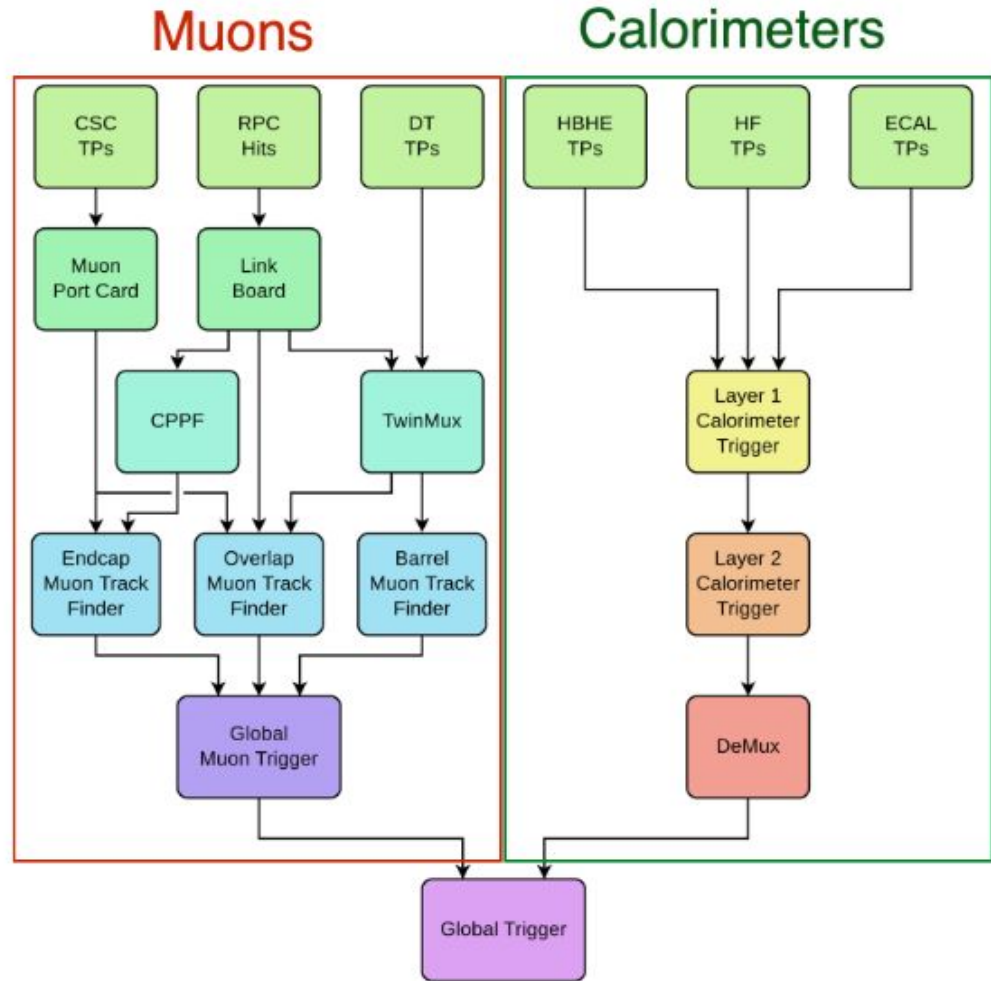 Muons
Calorimeters
CSC
TPs
RPC
Hits
DT
TPs
HBHE
TPs
HF
TPs
ECAL
TPs
Muon
Port Card
Link
Board
CPPF
TwinMux
Layer 1
Calorimeter
Trigger
Endcap
Muon Track
Finder
Overlap
Muon Track
Finder
Barrel
Muon Track
Finder
Layer 2
Calorimeter
Trigger
Global
Muon Trigger
DeMux
Global Trigger